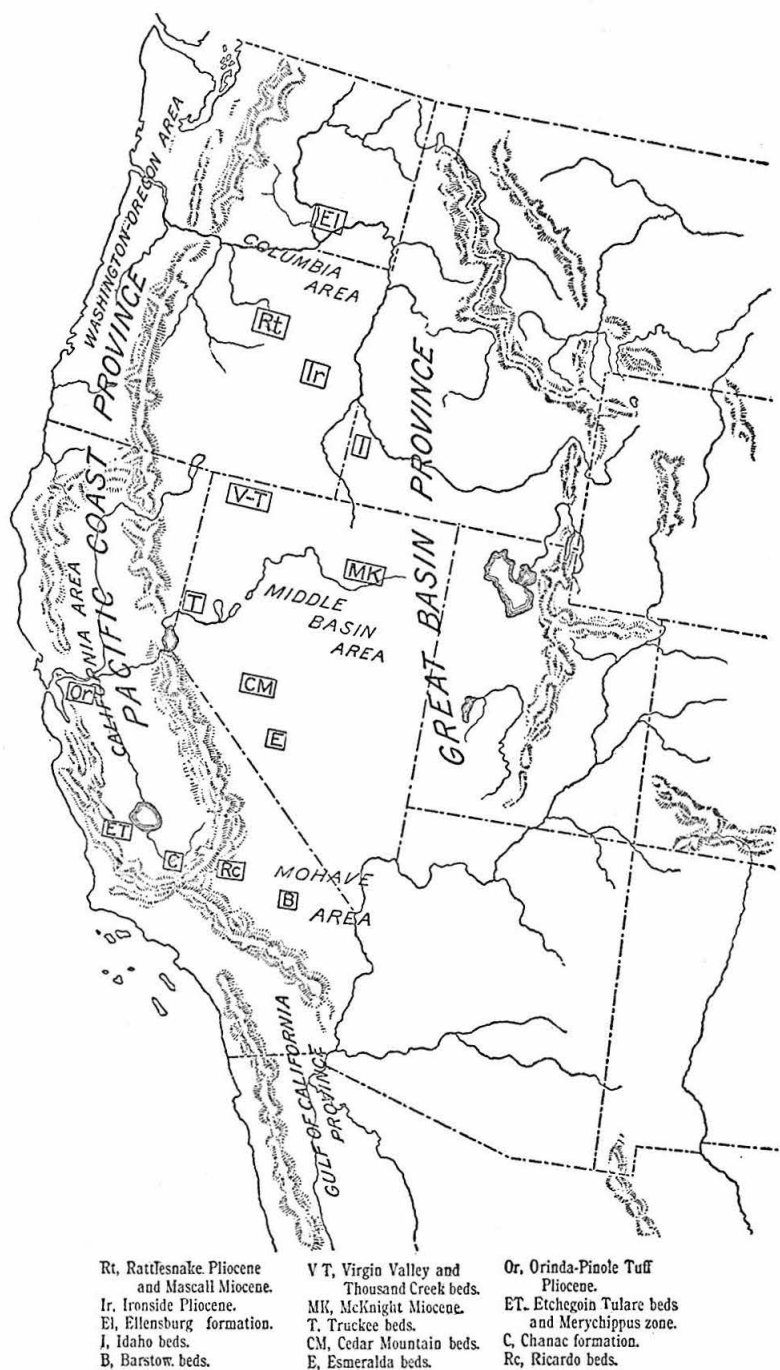 WASHINGTON-OREGON AREA
PACIFIC COAST PROVINCE
CALIFORNIA AREA
El
COLUMBIA
AREA
Rt
Ir
I
GREAT BASIN PROVINCE
V-T
MK
T
MIDDLE
BASIN
AREA
Or
CM
E
ET
C
Rc
MOHAVE
AREA
B
GULF OF CALIFORNIA
PROVINCE
Rt, Rattlesnake Pliocene
and Mascall Miocene.
Ir, Ironside Pliocene.
El, Ellensburg formation.
I, Idaho beds.
B, Barstow beds.
V T, Virgin Valley and
Thousand Creek beds.
MK, McKnight Miocene.
T, Truckee beds.
CM, Cedar Mountain beds.
E, Esmeralda beds.
Or, Orinda-Pinole Tuff
Pliocene.
ET. Etchegoin Tulare beds
and Merychippus zone.
C, Chanac formation.
Rc, Ricardo beds.